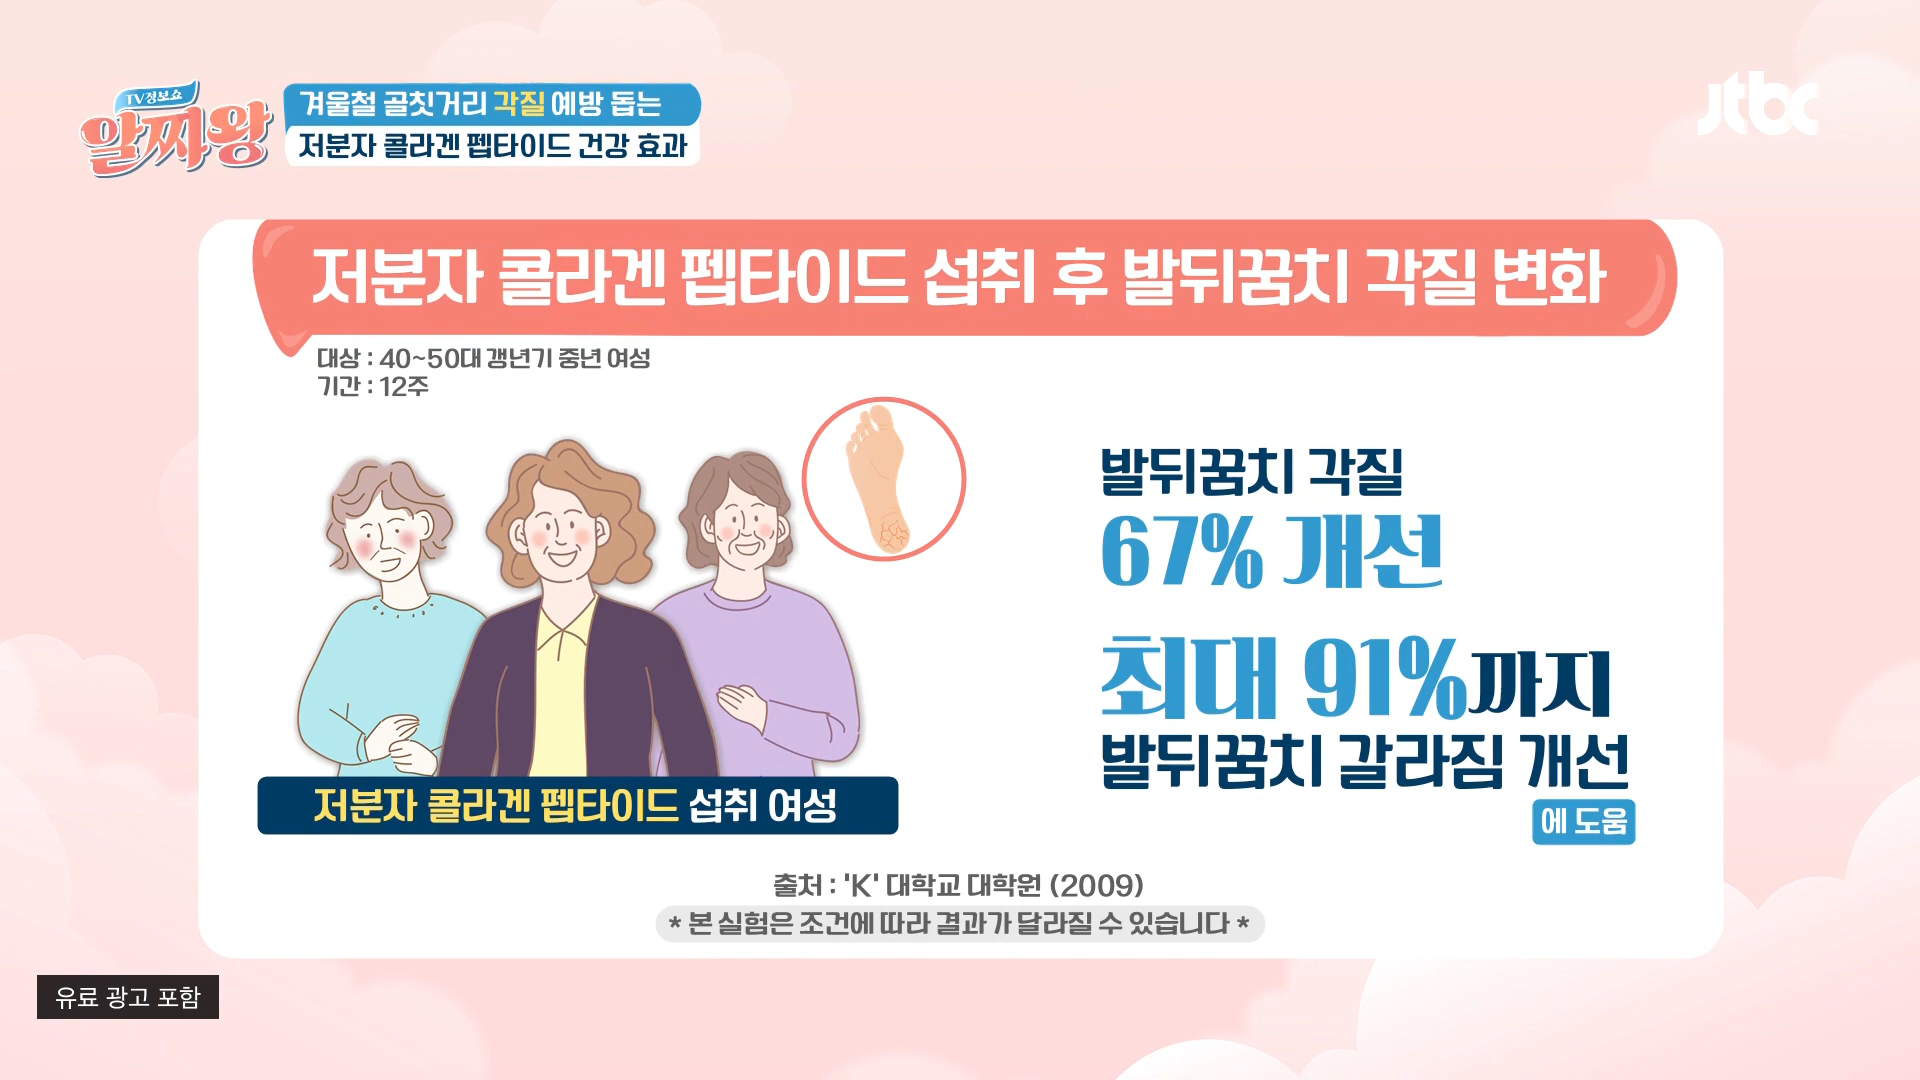 TV정보쇼
알짜왕
겨울철 골칫거리 각질 예방 돕는
저분자 콜라겐 펩타이드 건강 효과
jtbc
저분자 콜라겐 펩타이드 섭취 후 발뒤꿈치 각질 변화
대상 : 40~50대 갱년기 중년 여성
기간 : 12주
발뒤꿈치 각질
67% 개선
최대 91%까지
발뒤꿈치 갈라짐 개선
에 도움
저분자 콜라겐 펩타이드 섭취 여성
출처 : 'K' 대학교 대학원 (2009)
* 본 실험은 조건에 따라 결과가 달라질 수 있습니다 *
유료 광고 포함